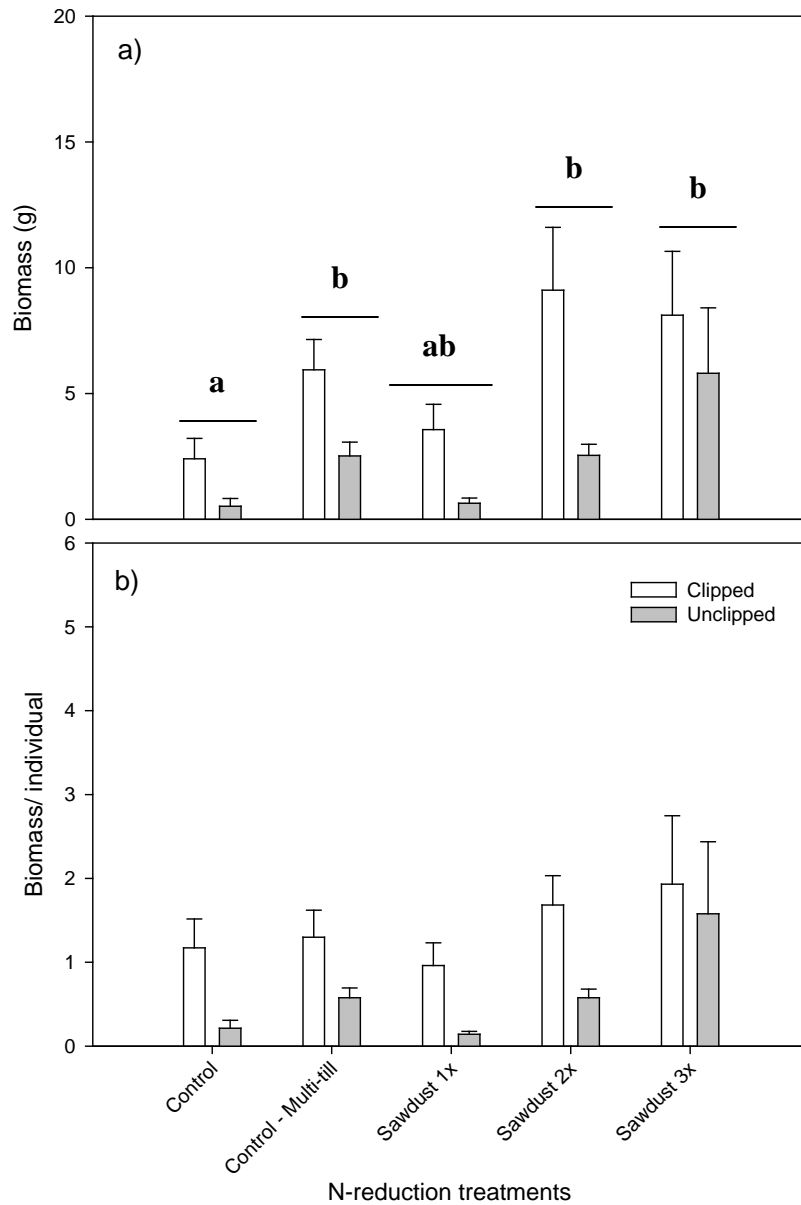 20
a)
b
b
15
Biomass (g)
b
10
ab
a
5
0
6
b)
Clipped
Unclipped
5
4
Biomass/ individual
3
2
1
0
Control
Control - Multi-till
Sawdust 1x
Sawdust 2x
Sawdust 3x
N-reduction treatments